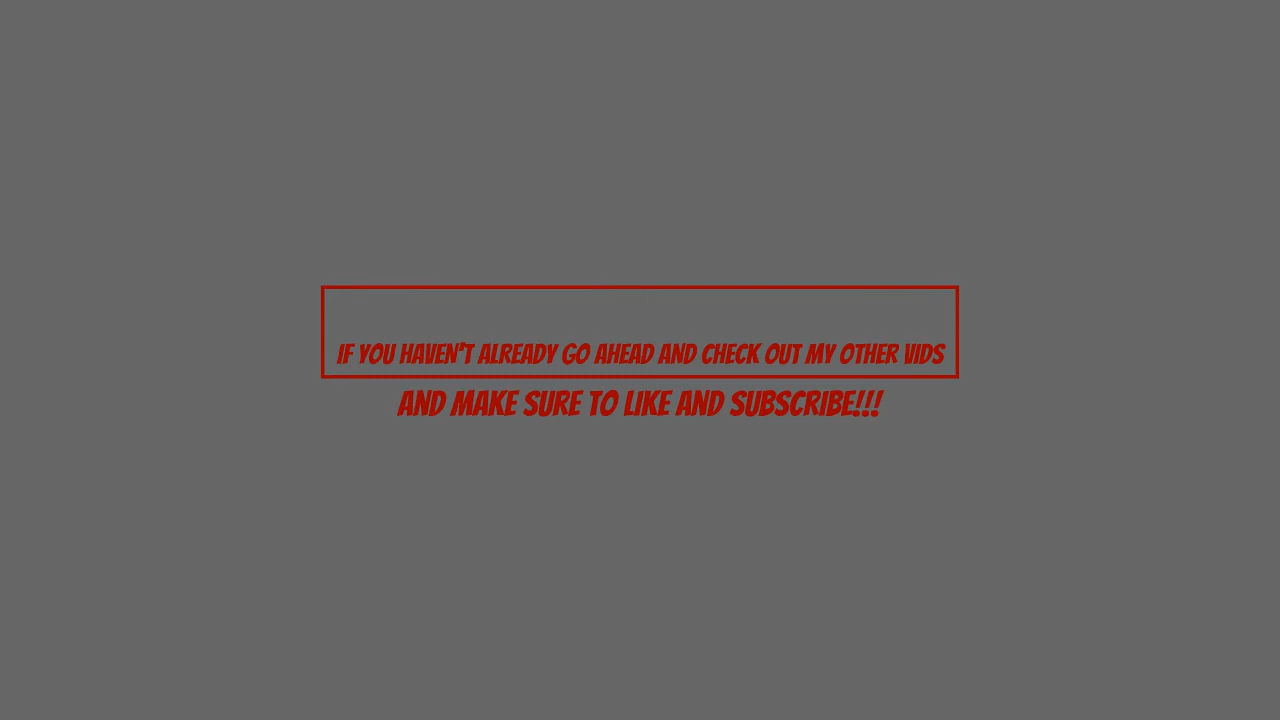 IF YOU HAVEN'T ALREADY GO AHEAD AND CHECK OUT MY OTHER VIDS
AND MAKE SURE TO LIKE AND SUBSCRIBE!!!